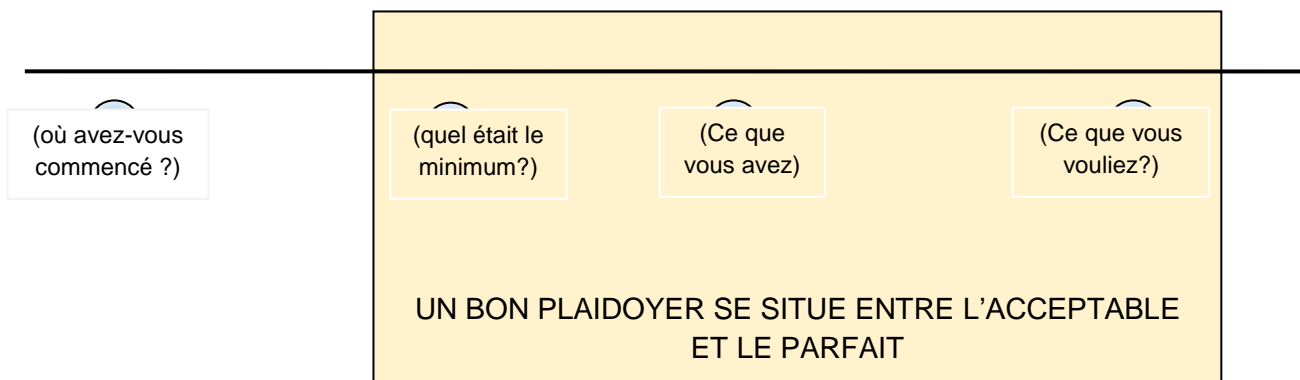 (où avez-vous
commencé ?)
(quel était le
minimum?)
(Ce que
vous avez)
(Ce que vous
vouliez?)
UN BON PLAIDOYER SE SITUE ENTRE L'ACCEPTABLE
ET LE PARFAIT